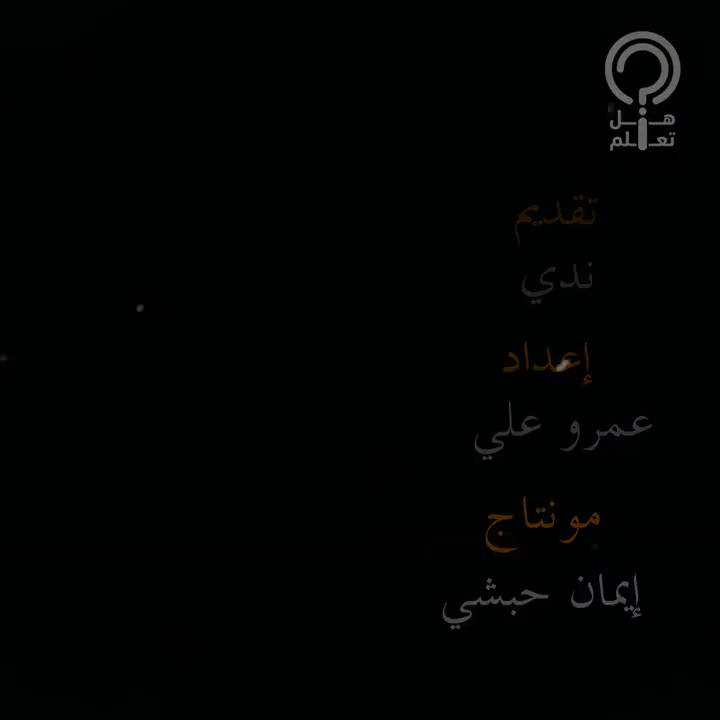 هل
تعلم
تقديم
ندي
إعداد
عمرو علي
مونتاج
إيمان حبشي